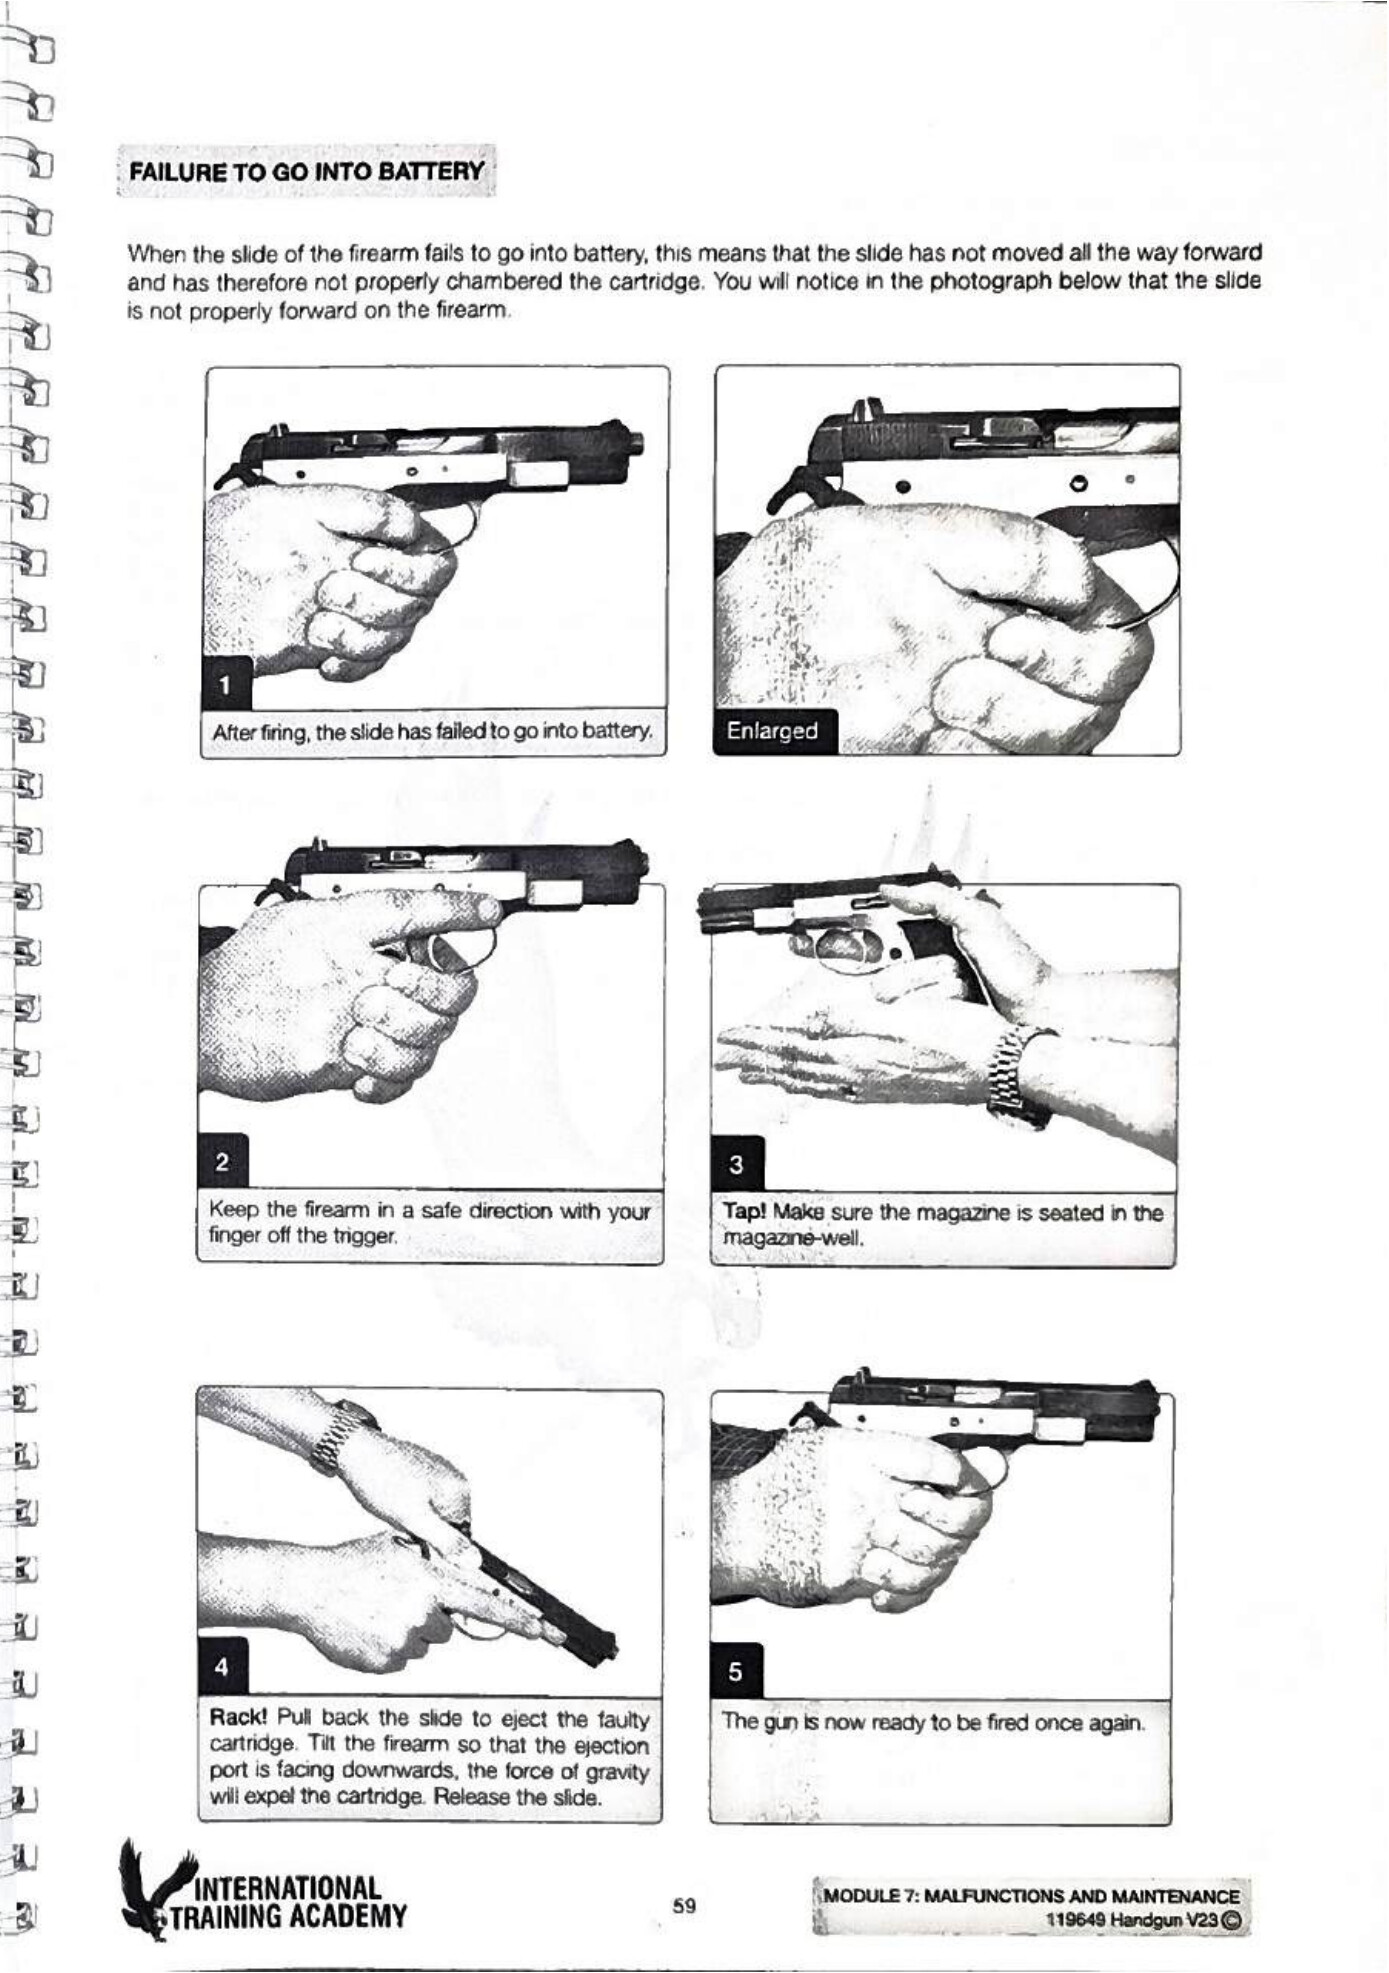 FAILURE TO GO INTO BATTERY
When the slide of the firearm fails to go into battery, this means that the slide has not moved all the way forward
and has therefore not properly chambered the cartridge. You will notice in the photograph below that the slide
is not properly forward on the firearm.
1
After firing, the slide has failed to go into battery.
Enlarged
2
Keep the firearm in a safe direction with your
finger off the trigger.
3
Tap! Make sure the magazine is seated in the
magazine-well.
4
Rack! Pull back the slide to eject the faulty
cartridge. Tilt the firearm so that the ejection
port is facing downwards, the force of gravity
will expel the cartridge. Release the slide.
5
The gun is now ready to be fired once again.
INTERNATIONAL
TRAINING ACADEMY
59
MODULE 7: MALFUNCTIONS AND MAINTENANCE
119649 Handgun V23 ©